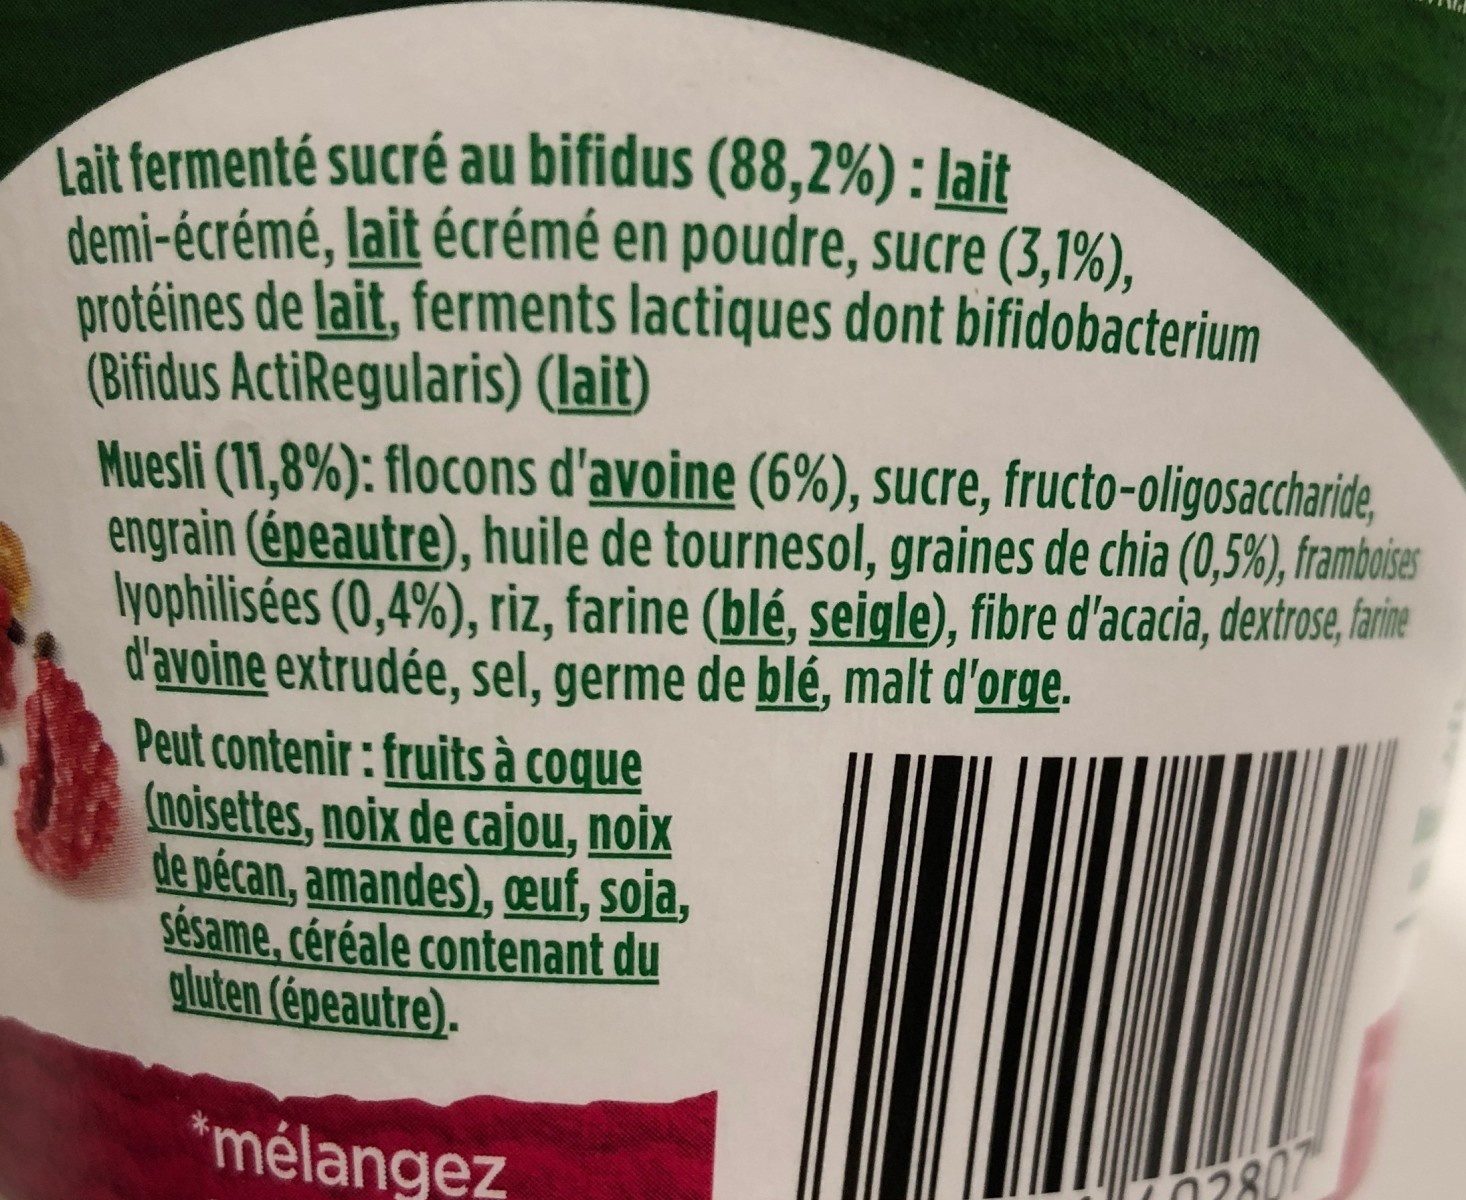 Lait fermenté sucré au bifidus (88,2%) : lait
demi-écrémé, lait écrémé en poudre, sucre (3,1%),
protéines de lait, ferments lactiques dont bifidobacterium
(Bifidus ActiRegularis) (lait)
Muesli (11,8%): flocons d'avoine (6%), sucre, fructo-oligosaccharide,
engrain (épeautre), huile de tournesol, graines de chia (0,5%), framboises
lyophilisées (0,4%), riz, farine (blé, seigle), fibre d'acacia, dextrose, farine
d'avoine extrudée, sel, germe de blé, malt d'orge.
Peut contenir : fruits à coque
(noisettes, noix de cajou, noix
de pécan, amandes), œuf, soja,
sésame, céréale contenant du
gluten (épeautre).
*mélangez